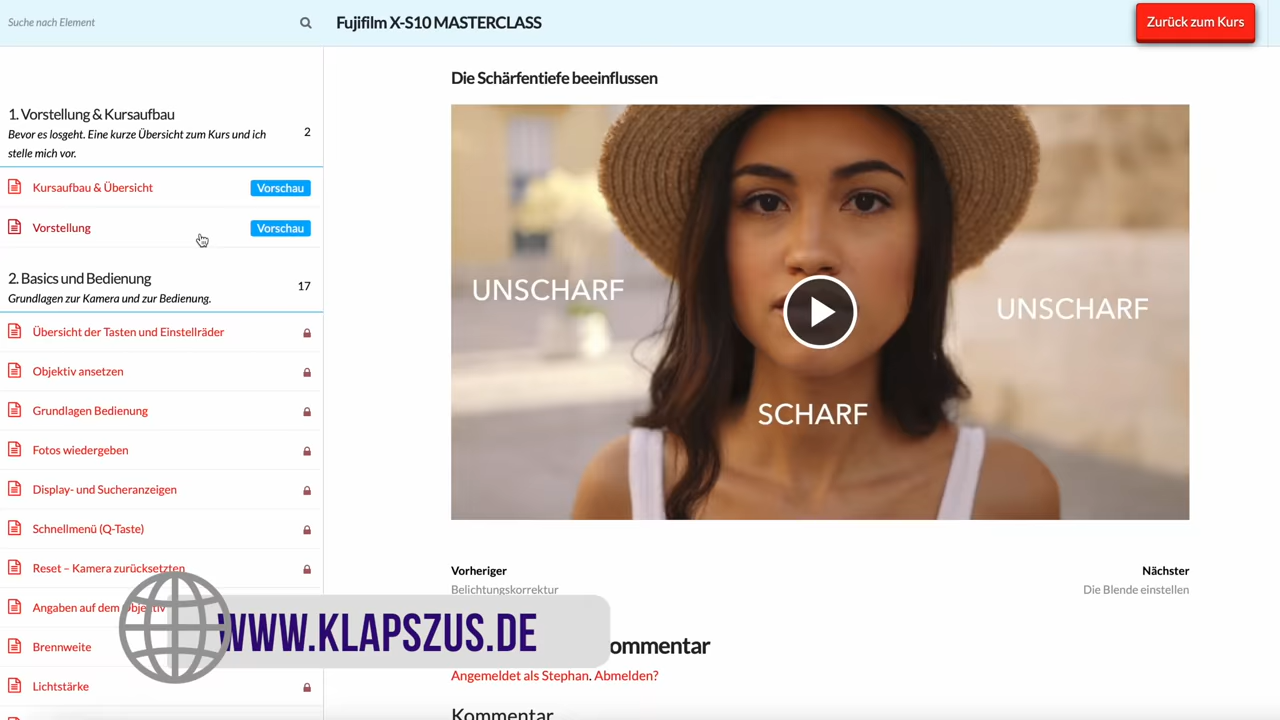 Suche nach Element
Fujifilm X-S10 MASTERCLASS
Zurück zum Kurs
1. Vorstellung & Kursaufbau
Bevor es losgeht. Eine kurze Übersicht zum Kurs und ich
stelle mich vor.
2
Kursaufbau & Übersicht
Vorschau
Vorstellung
Vorschau
2. Basics und Bedienung
Grundlagen zur Kamera und zur Bedienung.
17
Übersicht der Tasten und Einstellräder
Objektiv ansetzen
Grundlagen Bedienung
Fotos wiedergeben
Display- und Sucheranzeigen
Schnellmenü (Q-Taste)
Reset – Kamera zurücksetzten
Angaben auf dem Objektiv
Brennweite
Lichtstärke
Die Schärfentiefe beeinflussen
UNSCHARF
UNSCHARF
SCHARF
Vorheriger
Belichtungskorrektur
Nächster
Die Blende einstellen
ommentar
Angemeldet als Stephan. Abmelden?
Kommentar
WWW.KLAPSZUS.DE